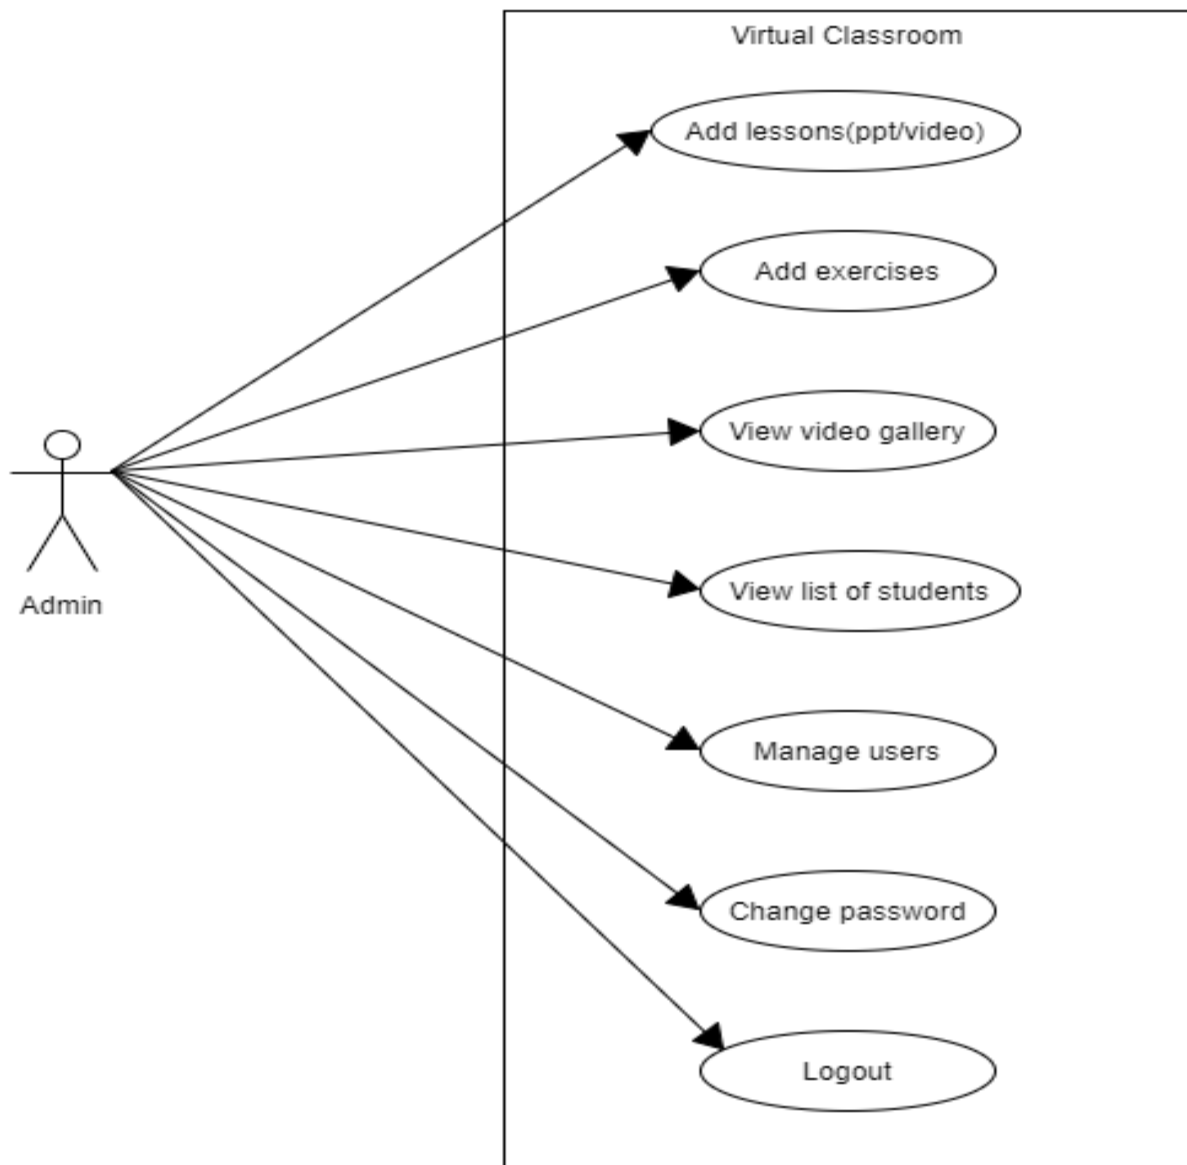 Virtual Classroom
Add lessons(ppt/video)
Add exercises
View video gallery
View list of students
Admin
Manage users
Change password
Logout